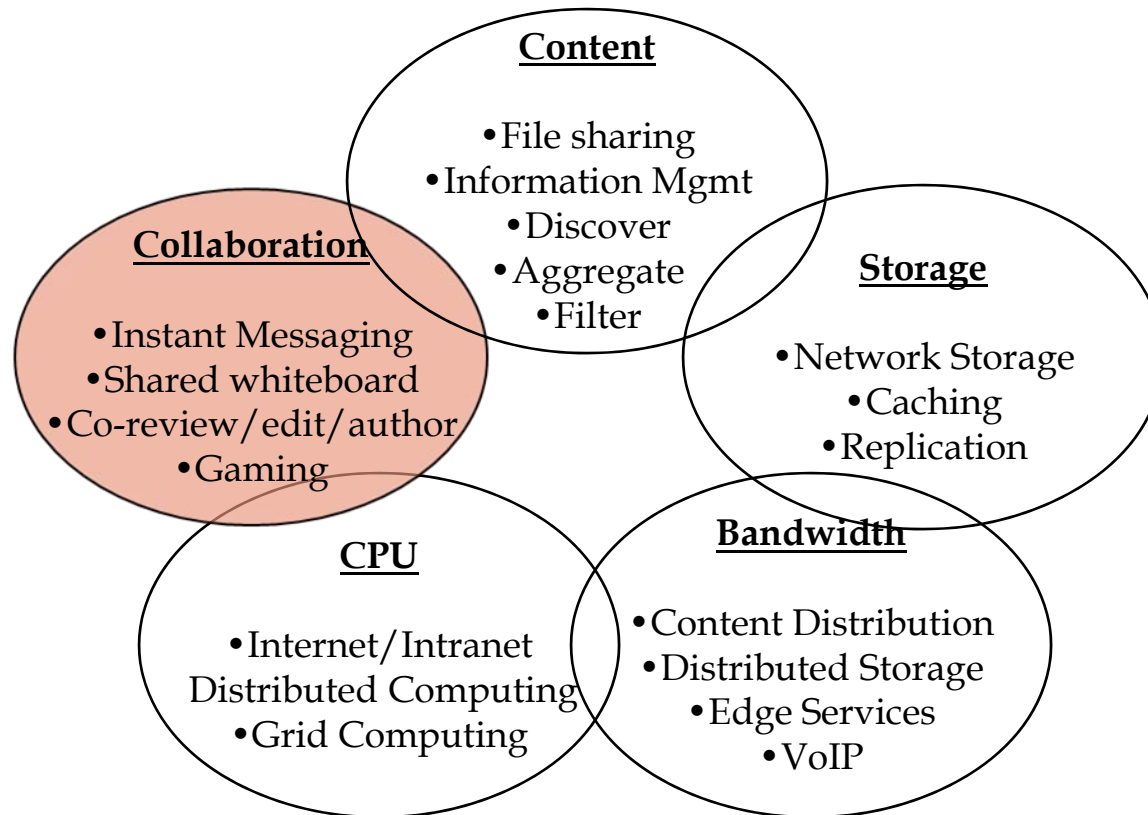 Content
•File sharing
•Information Mgmt
•Discover
•Aggregate
•Filter
Collaboration
•Instant Messaging
•Shared whiteboard
•Co-review/edit/author
•Gaming
Storage
•Network Storage
•Caching
•Replication
CPU
•Internet/Intranet
Distributed Computing
•Grid Computing
Bandwidth
•Content Distribution
•Distributed Storage
•Edge Services
•VoIP